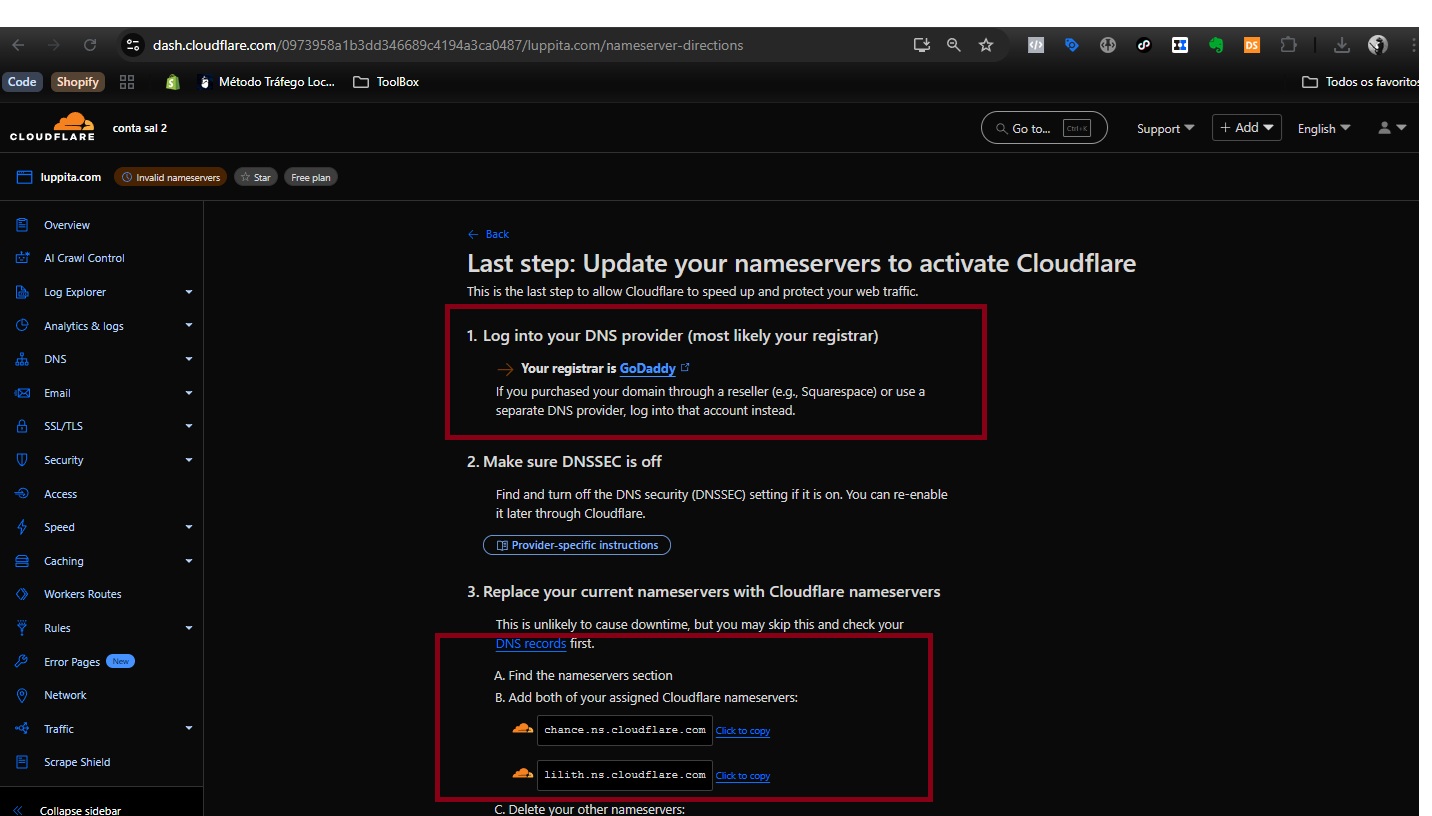 dash.cloudflare.com/0973958a1b3dd346689c4194a3ca0487/luppita.com/nameserver-directions
Code Shopify Método Tráfego Loc... ToolBox Todos os favoritos
CLOUDFLARE conta sal 2 Go to... Ctrl+K Support + Add English
luppita.com Invalid nameservers Star Free plan
Overview
AI Crawl Control
Log Explorer
Analytics & logs
DNS
Email
SSL/TLS
Security
Access
Speed
Caching
Workers Routes
Rules
Error Pages New
Network
Traffic
Scrape Shield
Collapse sidebar
Back
Last step: Update your nameservers to activate Cloudflare
This is the last step to allow Cloudflare to speed up and protect your web traffic.
1. Log into your DNS provider (most likely your registrar)
Your registrar is GoDaddy
If you purchased your domain through a reseller (e.g., Squarespace) or use a
separate DNS provider, log into that account instead.
2. Make sure DNSSEC is off
Find and turn off the DNS security (DNSSEC) setting if it is on. You can re-enable
it later through Cloudflare.
Provider-specific instructions
3. Replace your current nameservers with Cloudflare nameservers
This is unlikely to cause downtime, but you may skip this and check your
DNS records first.
A. Find the nameservers section
B. Add both of your assigned Cloudflare nameservers:
chance.ns.cloudflare.com Click to copy
lilith.ns.cloudflare.com Click to copy
C. Delete your other nameservers: